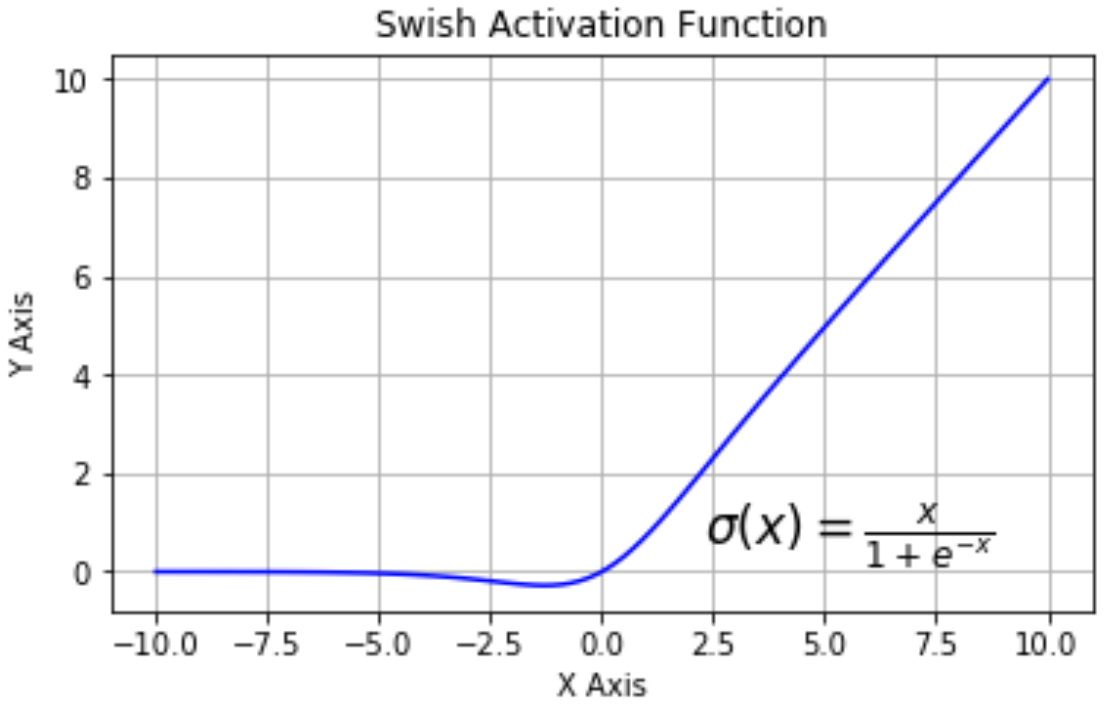 Swish Activation Function
10
8
6
4
2
0
Y Axis
σ(x) = x / (1 + e^{−x})
−10.0 −7.5 −5.0 −2.5 0.0 2.5 5.0 7.5 10.0
X Axis